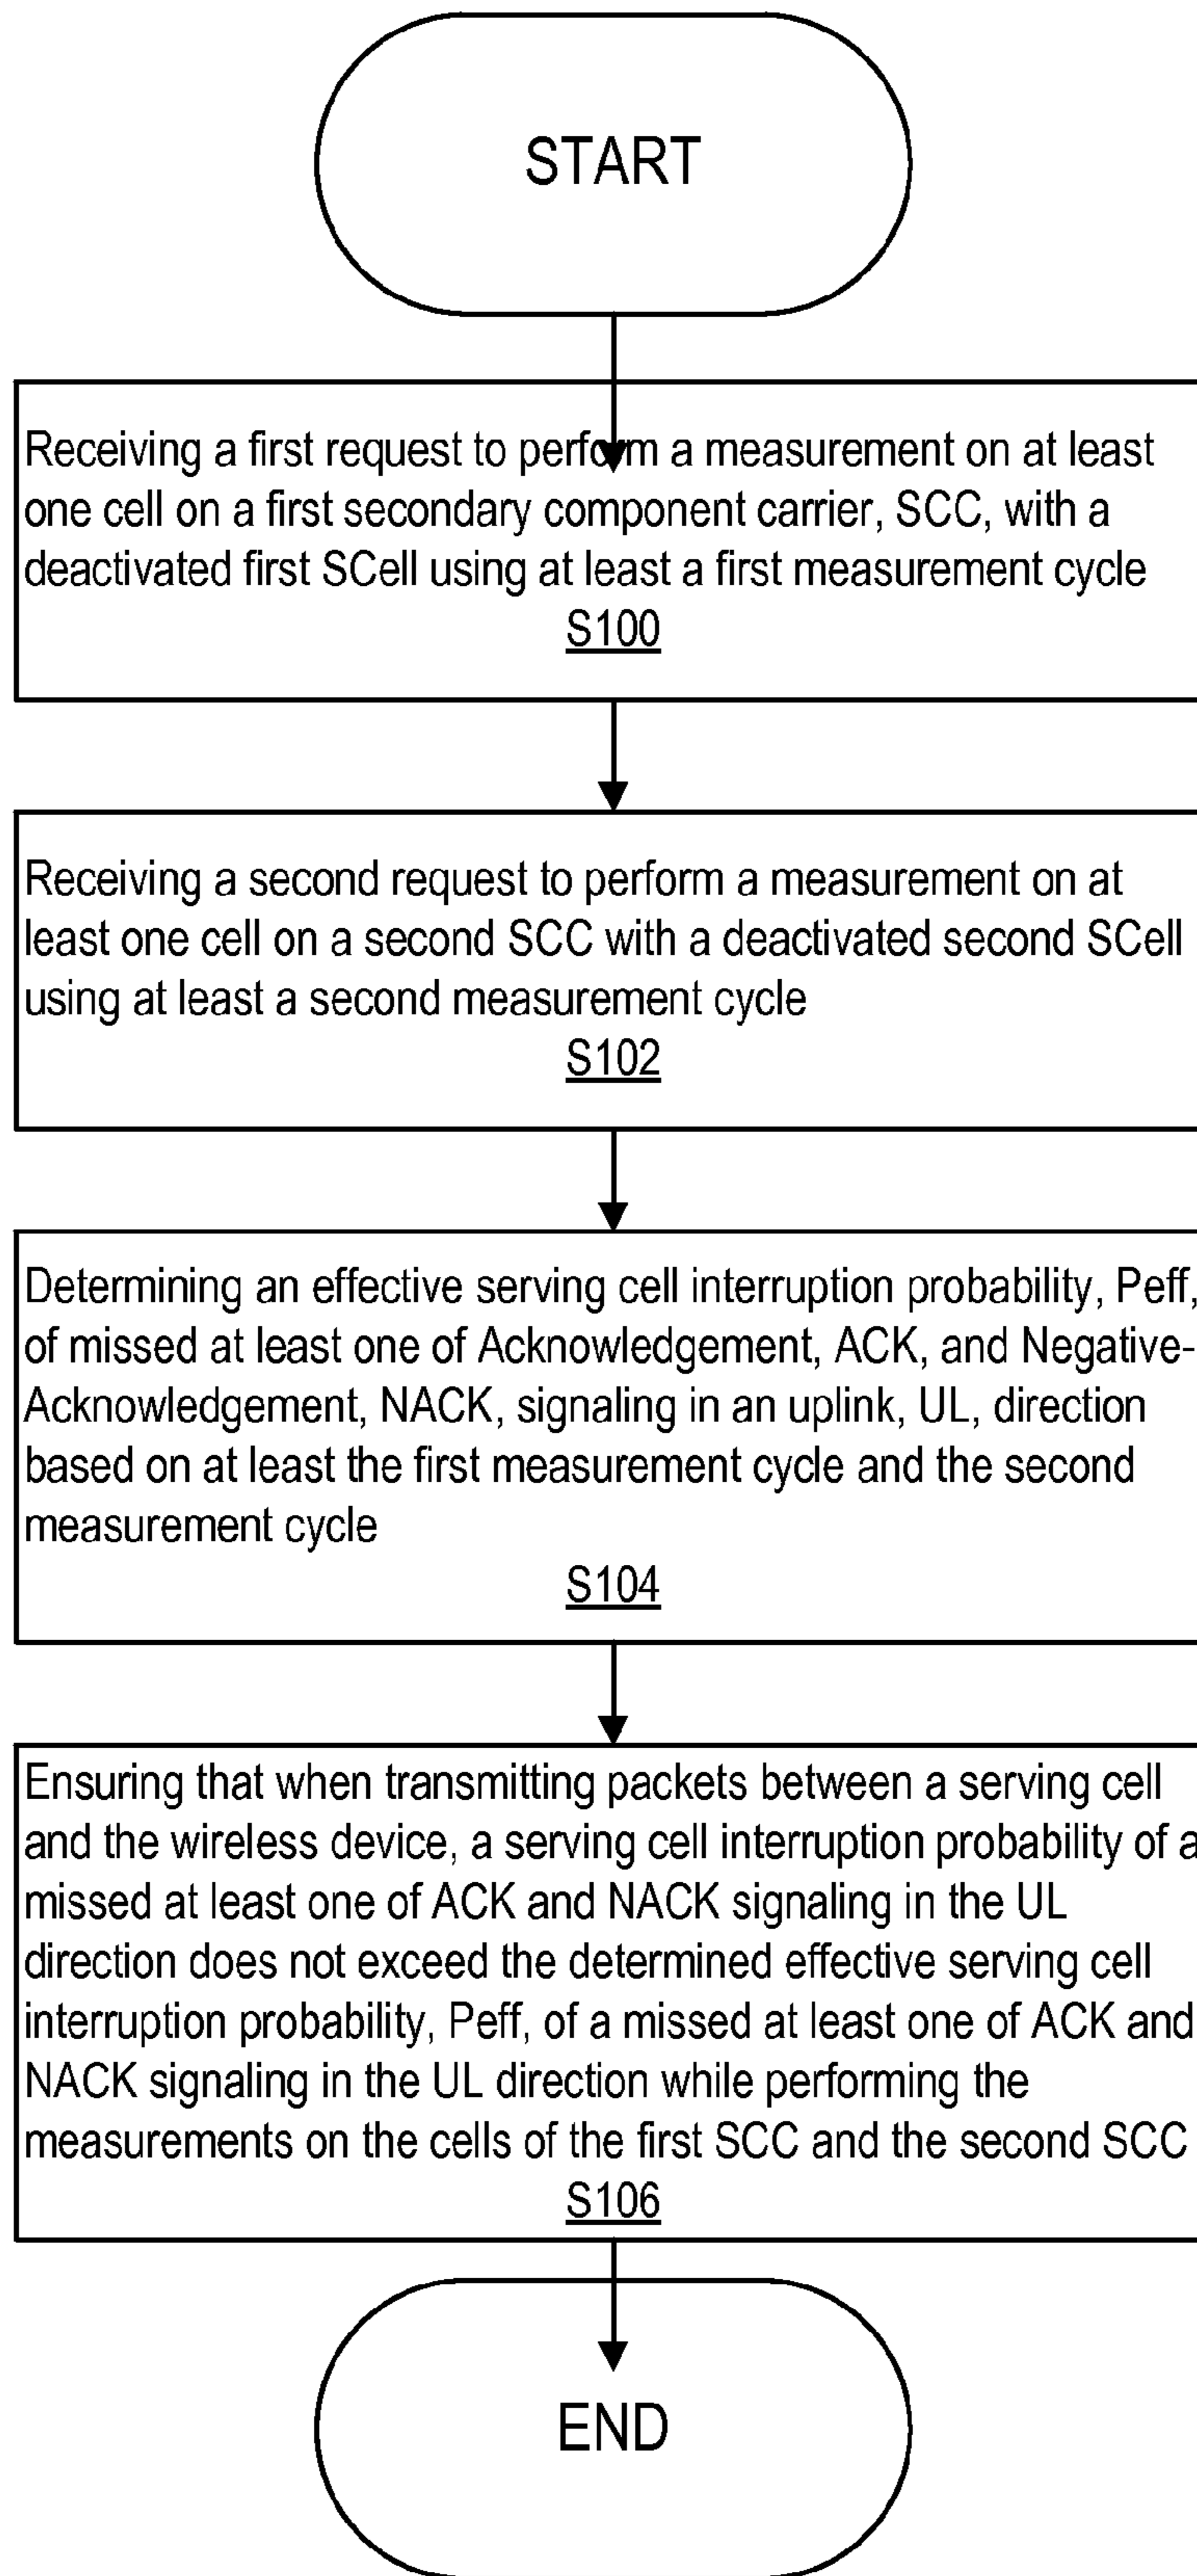 START
Receiving a first request to perform a measurement on at least
one cell on a first secondary component carrier, SCC, with a
deactivated first SCell using at least a first measurement cycle
S100
Receiving a second request to perform a measurement on at
least one cell on a second SCC with a deactivated second SCell
using at least a second measurement cycle
S102
Determining an effective serving cell interruption probability, Peff,
of missed at least one of Acknowledgement, ACK, and Negative-
Acknowledgement, NACK, signaling in an uplink, UL, direction
based on at least the first measurement cycle and the second
measurement cycle
S104
Ensuring that when transmitting packets between a serving cell
and the wireless device, a serving cell interruption probability of a
missed at least one of ACK and NACK signaling in the UL
direction does not exceed the determined effective serving cell
interruption probability, Peff, of a missed at least one of ACK and
NACK signaling in the UL direction while performing the
measurements on the cells of the first SCC and the second SCC
S106
END